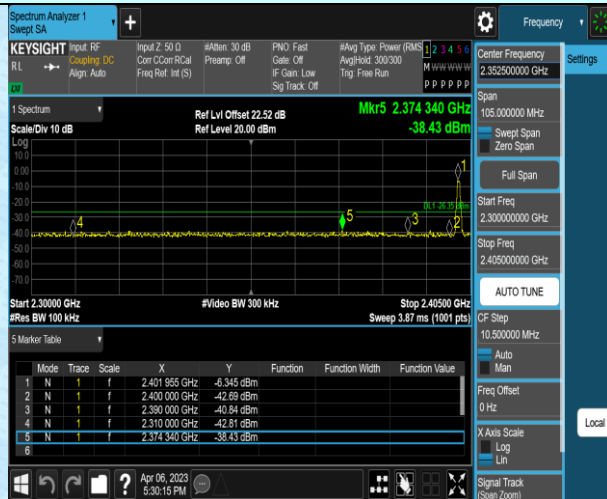 Spectrum Analyzer 1
Swept SA
+
Frequency
KEYSIGHT
RL
Input: RF
Coupling: DC
Align: Auto
Input Z: 50 Ω
Corr CCorr RCal
Freq Ref: Int (S)
#Atten: 30 dB
Preamp: Off
PNO: Fast
Gate: Off
IF Gain: Low
Sig Track: Off
#Avg Type: Power (RMS
Avg|Hold: 300/300
Trig: Free Run
1 2 3 4 5 6
M W W W W W
P P P P P P
Center Frequency
2.352500000 GHz
Settings
1 Spectrum
Scale/Div 10 dB
Ref Lvl Offset 22.52 dB
Ref Level 20.00 dBm
Mkr5 2.374 340 GHz
-38.43 dBm
Log
10.0
0.00
-10.0
-20.0
-30.0
-40.0
-50.0
-60.0
-70.0
1
DL1 -26.35 dBm
4
5
3
2
Start 2.30000 GHz
#Res BW 100 kHz
#Video BW 300 kHz
Stop 2.40500 GHz
Sweep 3.87 ms (1001 pts)
Span
105.000000 MHz
Swept Span
Zero Span
Full Span
Start Freq
2.300000000 GHz
Stop Freq
2.405000000 GHz
AUTO TUNE
CF Step
10.500000 MHz
Auto
Man
Freq Offset
0 Hz
X Axis Scale
Log
Lin
Signal Track
(Span Zoom)
Local
5 Marker Table
Mode Trace Scale X Y Function Function Width Function Value
1 N 1 f 2.401 955 GHz -6.345 dBm
2 N 1 f 2.400 000 GHz -42.69 dBm
3 N 1 f 2.390 000 GHz -40.84 dBm
4 N 1 f 2.310 000 GHz -42.81 dBm
5 N 1 f 2.374 340 GHz -38.43 dBm
6
?
Apr 06, 2023
5:30:15 PM